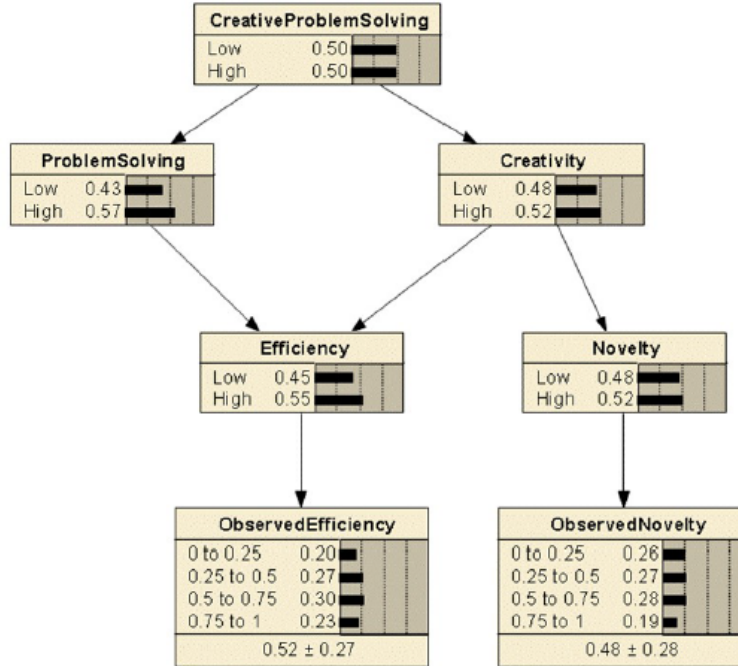 CreativeProblemSolving
Low 0.50
High 0.50
ProblemSolving
Low 0.43
High 0.57
Creativity
Low 0.48
High 0.52
Efficiency
Low 0.45
High 0.55
Novelty
Low 0.48
High 0.52
ObservedEfficiency
0 to 0.25 0.20
0.25 to 0.5 0.27
0.5 to 0.75 0.30
0.75 to 1 0.23
0.52 ± 0.27
ObservedNovelty
0 to 0.25 0.26
0.25 to 0.5 0.27
0.5 to 0.75 0.28
0.75 to 1 0.19
0.48 ± 0.28